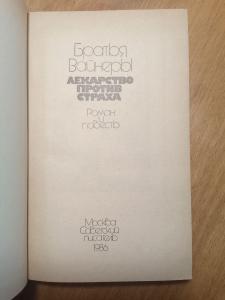 Братья
Вайнеры
ЛЕКАРСТВО
ПРОТИВ
СТРАХА
Роман
и
повесть
Москва
Советский
писатель
1986